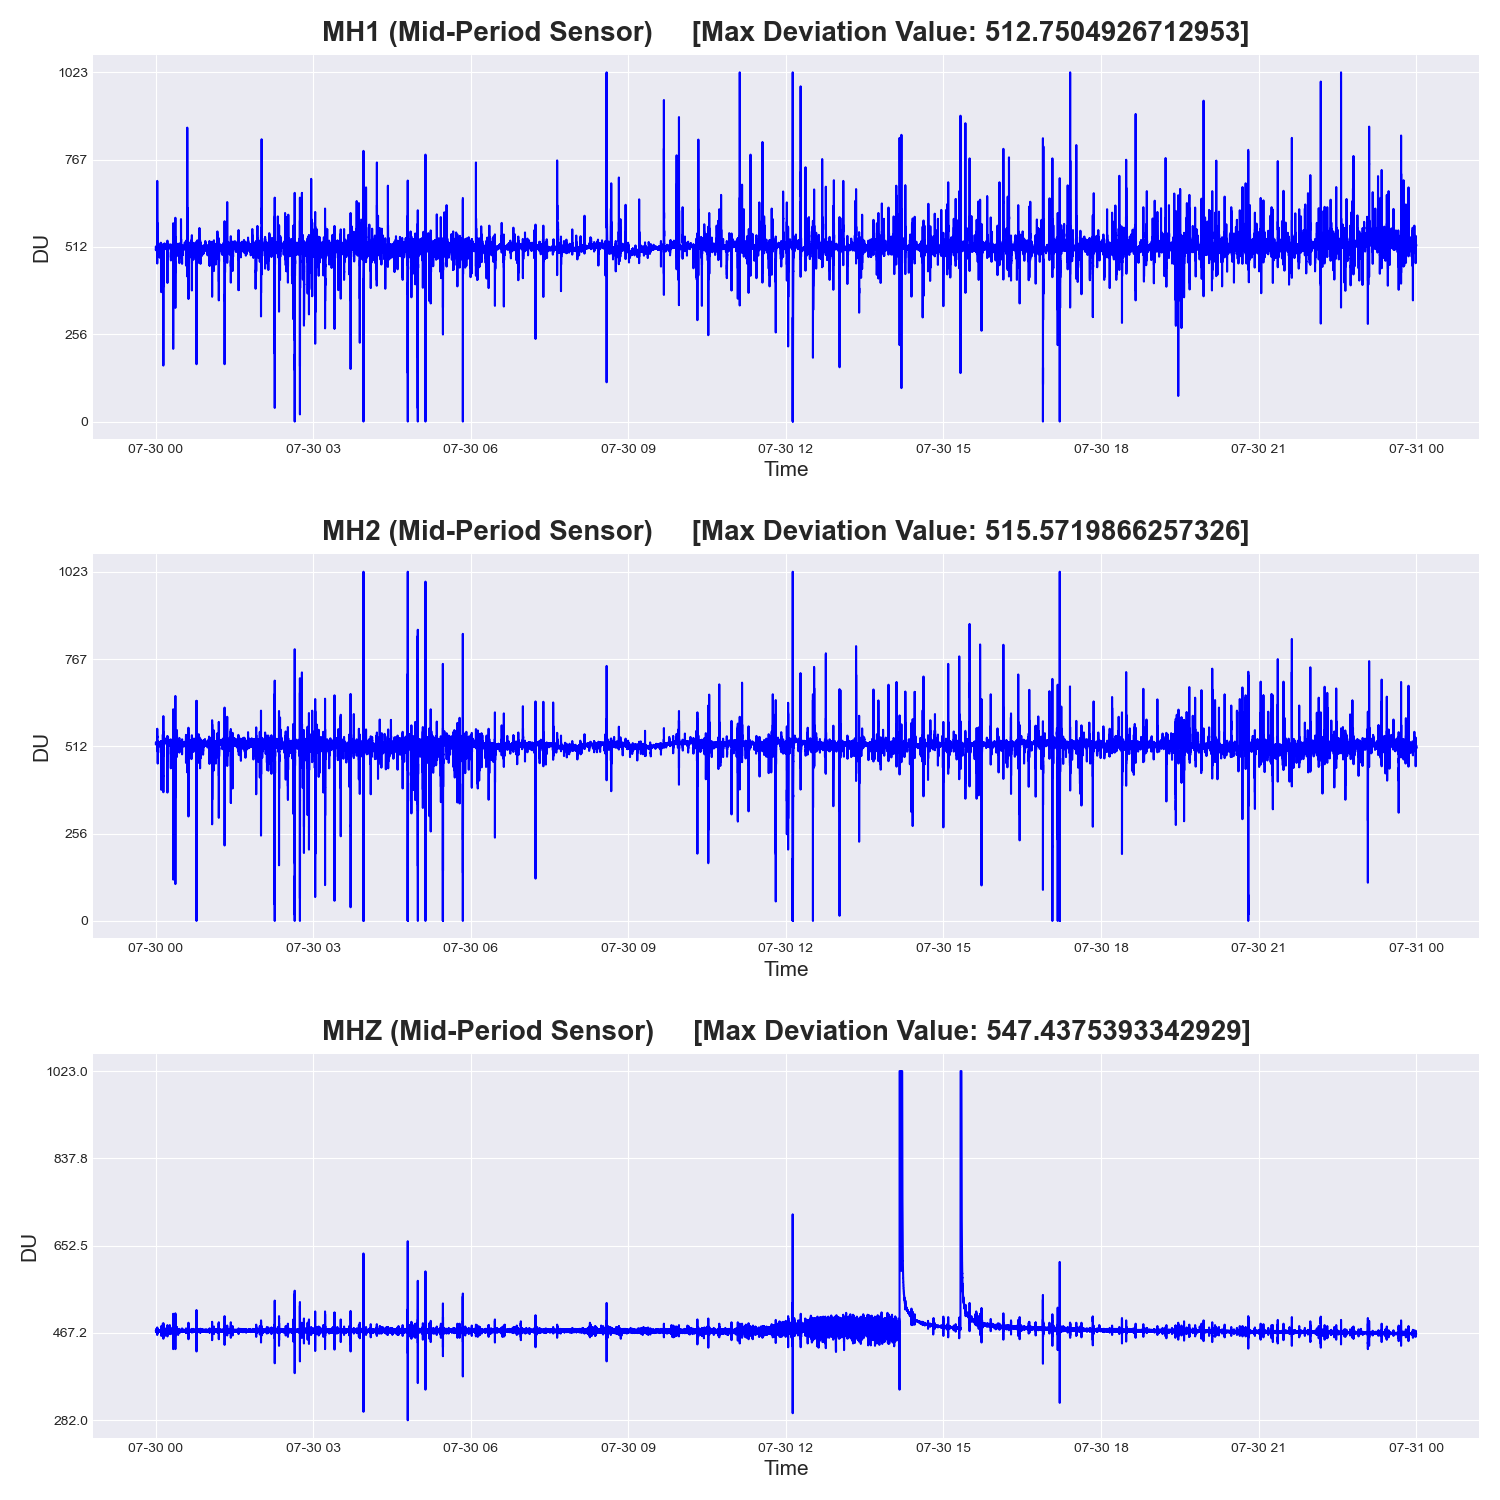 MH1 (Mid-Period Sensor) [Max Deviation Value: 512.7504926712953]
1023
767
512
256
0
DU
07-30 00 07-30 03 07-30 06 07-30 09 07-30 12 07-30 15 07-30 18 07-30 21 07-31 00
Time
MH2 (Mid-Period Sensor) [Max Deviation Value: 515.5719866257326]
1023
767
512
256
0
DU
07-30 00 07-30 03 07-30 06 07-30 09 07-30 12 07-30 15 07-30 18 07-30 21 07-31 00
Time
MHZ (Mid-Period Sensor) [Max Deviation Value: 547.4375393342929]
1023.0
837.8
652.5
467.2
282.0
DU
07-30 00 07-30 03 07-30 06 07-30 09 07-30 12 07-30 15 07-30 18 07-30 21 07-31 00
Time